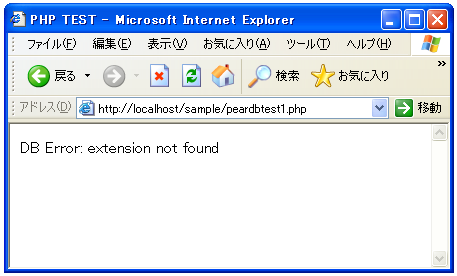 PHP TEST - Microsoft Internet Explorer
ファイル(F) 編集(E) 表示(V) お気に入り(A) ツール(T) ヘルプ(H)
戻る 検索 お気に入り »
アドレス(D) http://localhost/sample/peardbtest1.php 移動
DB Error: extension not found